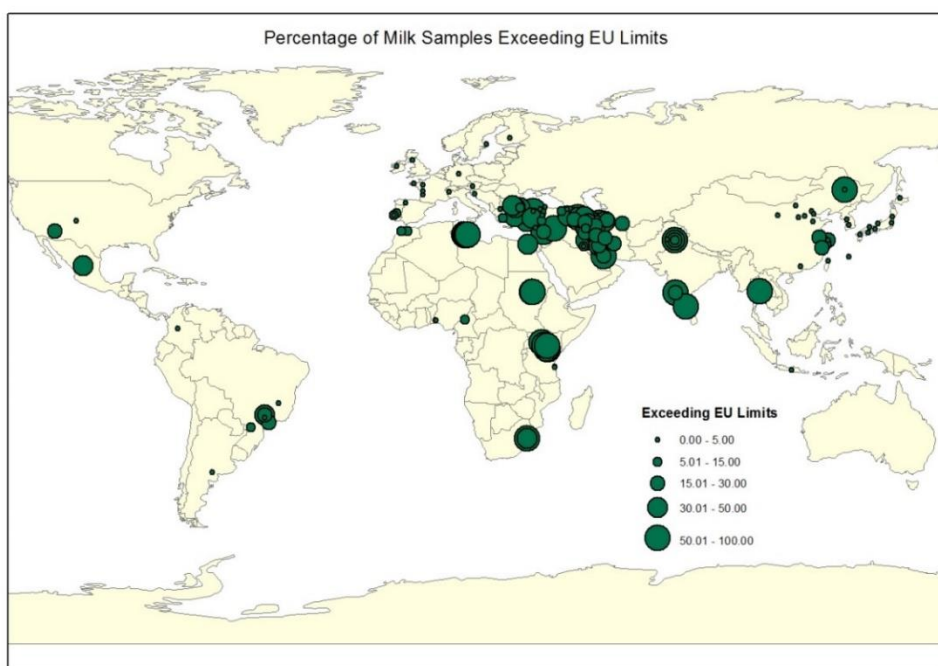 Percentage of Milk Samples Exceeding EU Limits
Exceeding EU Limits
0.00 - 5.00
5.01 - 15.00
15.01 - 30.00
30.01 - 50.00
50.01 - 100.00